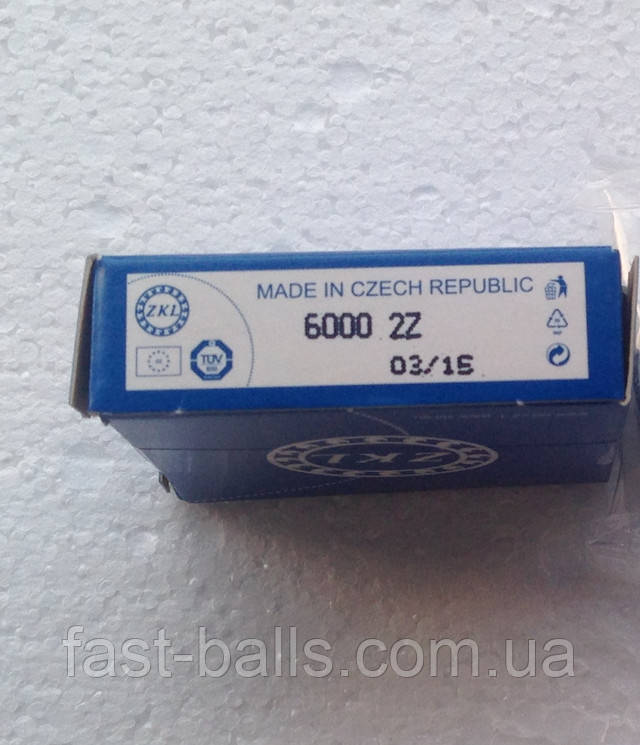 MADE IN CZECH REPUBLIC
ZKL
6000 2Z
TÜV
03/15
ZKL
fast-balls.com.ua